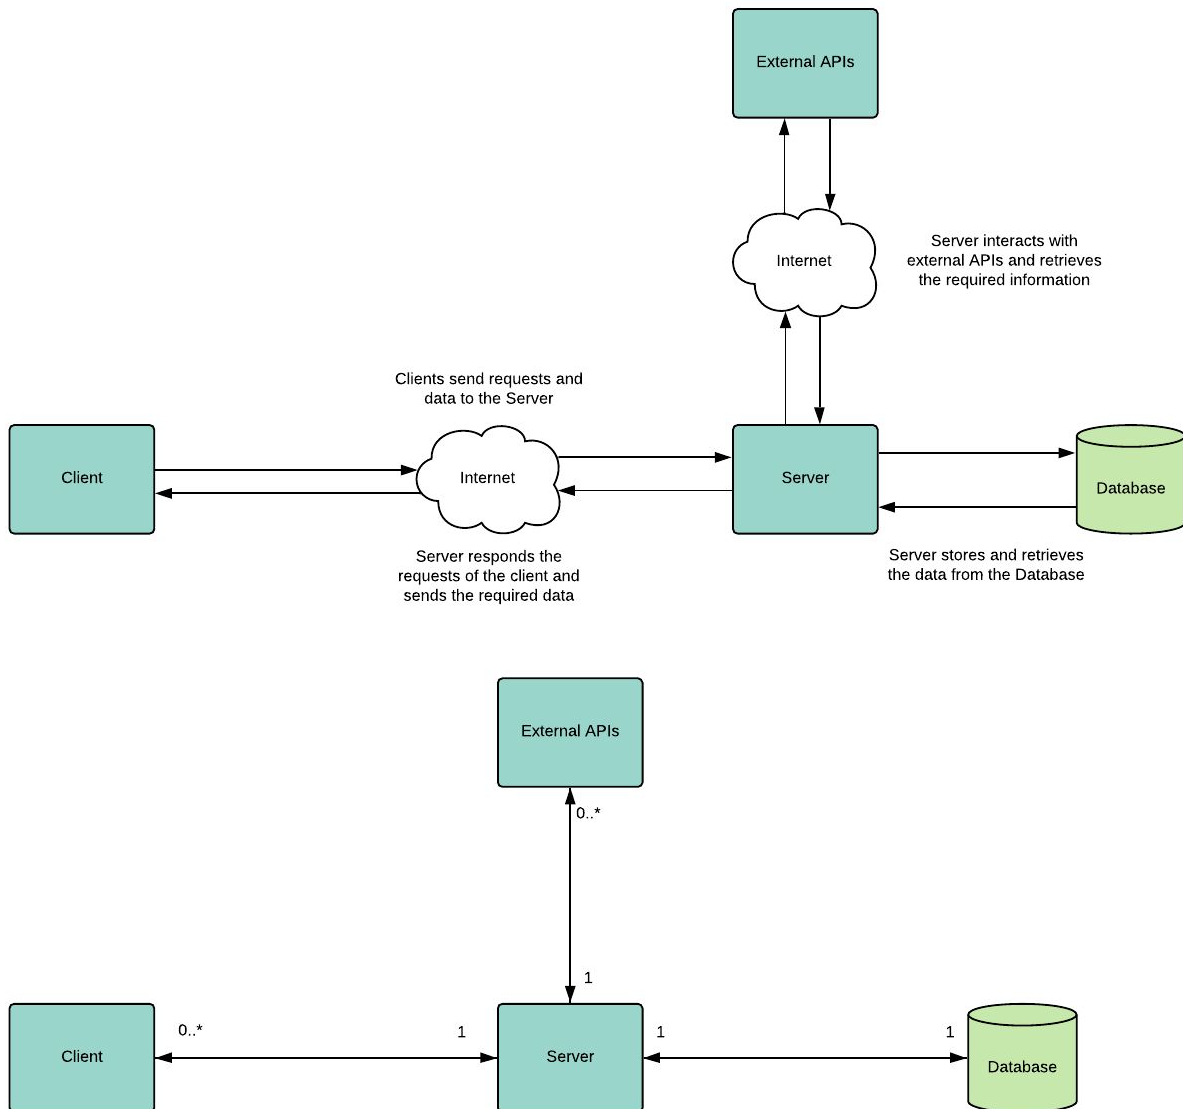 External APIs
Internet
Server interacts with
external APIs and retrieves
the required information
Clients send requests and
data to the Server
Client
Internet
Server
Database
Server responds the
requests of the client and
sends the required data
Server stores and retrieves
the data from the Database
External APIs
0..*
1
Client
0..*
1
Server
1
1
Database